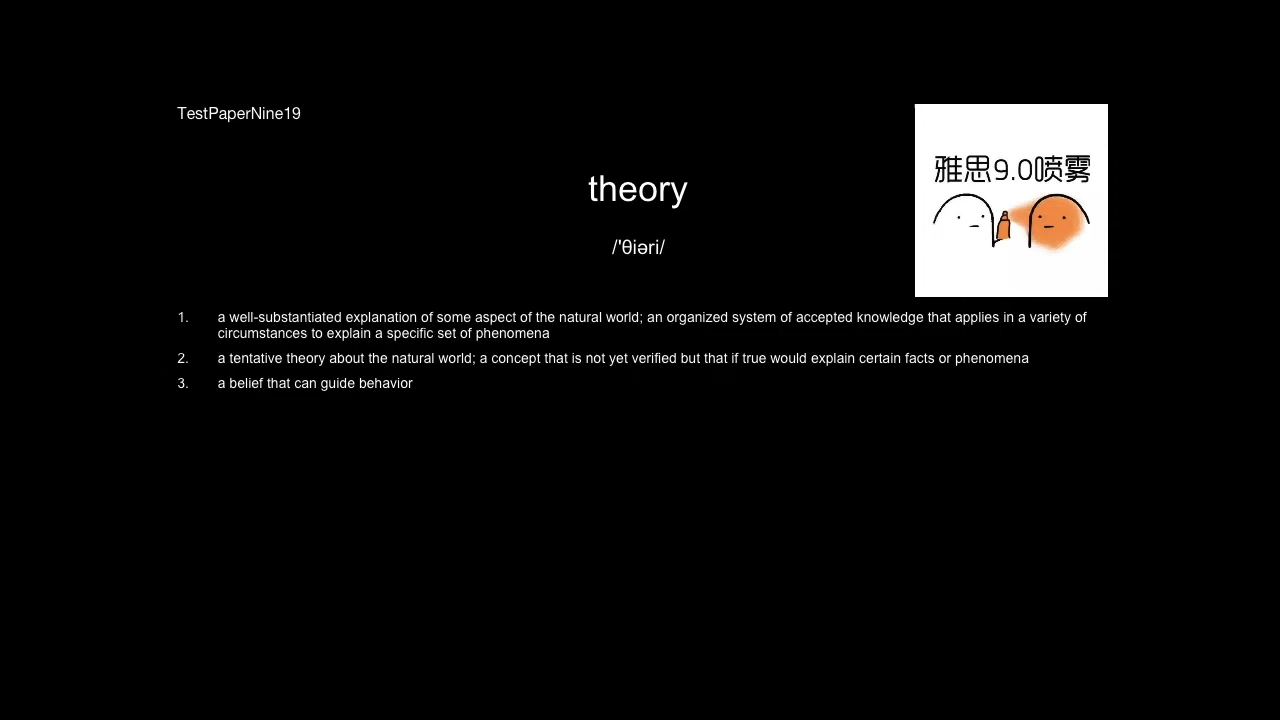 TestPaperNine19
雅思9.0喷雾
theory
/'θiəri/
1. a well-substantiated explanation of some aspect of the natural world; an organized system of accepted knowledge that applies in a variety of
circumstances to explain a specific set of phenomena
2. a tentative theory about the natural world; a concept that is not yet verified but that if true would explain certain facts or phenomena
3. a belief that can guide behavior